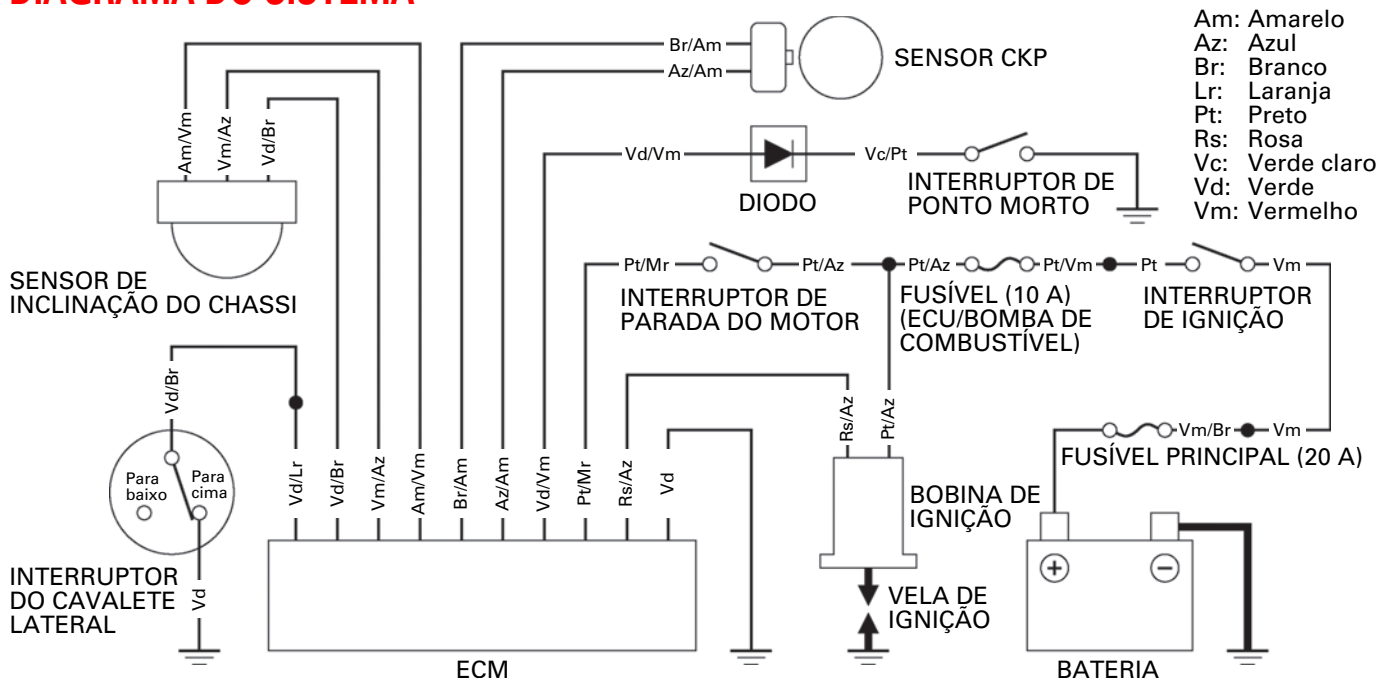 DIAGRAMA DO SISTEMA
Am: Amarelo
Az: Azul
Br: Branco
Lr: Laranja
Pt: Preto
Rs: Rosa
Vc: Verde claro
Vd: Verde
Vm: Vermelho
Br/Am
Az/Am
SENSOR CKP
Am/Vm
Vm/Az
Vd/Br
SENSOR DE
INCLINAÇÃO DO CHASSI
Vd/Vm
DIODO
Vc/Pt
INTERRUPTOR DE
PONTO MORTO
Pt/Mr
INTERRUPTOR DE
PARADA DO MOTOR
Pt/Az
Pt/Az
FUSÍVEL (10 A)
(ECU/BOMBA DE
COMBUSTÍVEL)
Pt/Vm
Pt
INTERRUPTOR
DE IGNIÇÃO
Vm
Vd/Br
Para
baixo
Para
cima
Vd
INTERRUPTOR
DO CAVALETE
LATERAL
Vd/Lr
Vd/Br
Vm/Az
Am/Vm
Br/Am
Az/Am
Vd/Vm
Pt/Mr
Rs/Az
Vd
ECM
Rs/Az
Pt/Az
BOBINA DE
IGNIÇÃO
VELA DE
IGNIÇÃO
Vm/Br
Vm
FUSÍVEL PRINCIPAL (20 A)
+
−
BATERIA